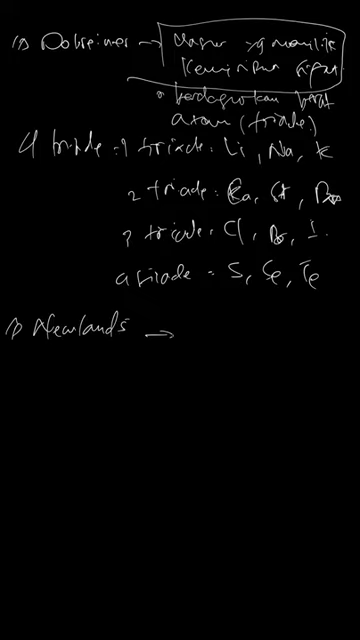 1) Dobreiner → Unsur yg memiliki
kemiripan sifat
• berdasarkan berat
atom (triade)
4 triade = 1 triade = Li, Na, K
2 triade = Ca, Sr, Ba
3 triade = Cl, Br, I
4 triade = S, Se, Te
2) Newlands →